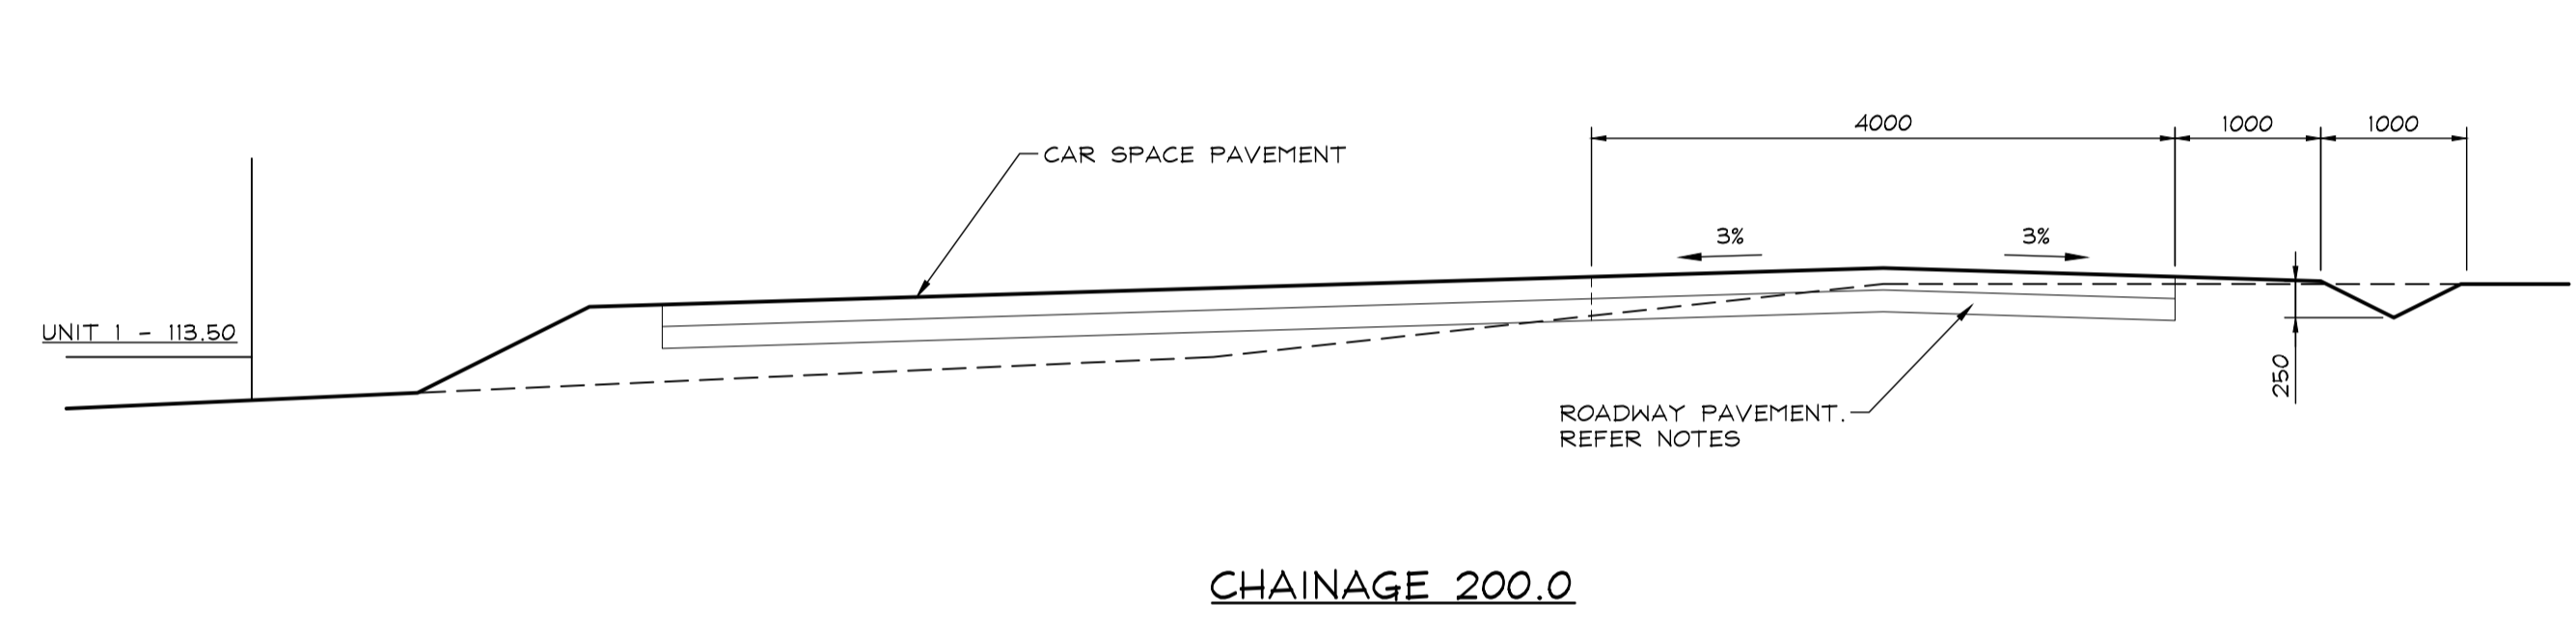 4000
1000
1000
CAR SPACE PAVEMENT
3%
3%
UNIT 1 - 113.50
250
ROADWAY PAVEMENT.
REFER NOTES
CHAINAGE 200.0